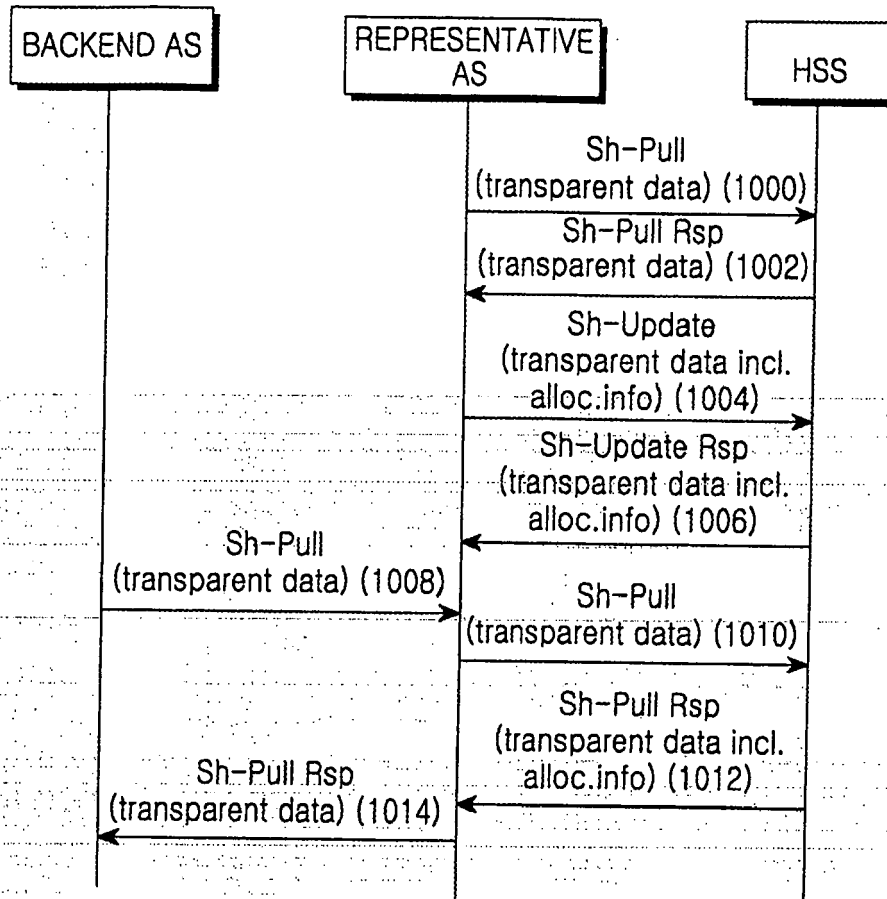 BACKEND AS
REPRESENTATIVE
AS
HSS
Sh-Pull
(transparent data) (1000)
Sh-Pull Rsp
(transparent data) (1002)
Sh-Update
(transparent data incl.
alloc.info) (1004)
Sh-Update Rsp
(transparent data incl.
alloc.info) (1006)
Sh-Pull
(transparent data) (1008)
Sh-Pull
(transparent data) (1010)
Sh-Pull Rsp
(transparent data incl.
alloc.info) (1012)
Sh-Pull Rsp
(transparent data) (1014)